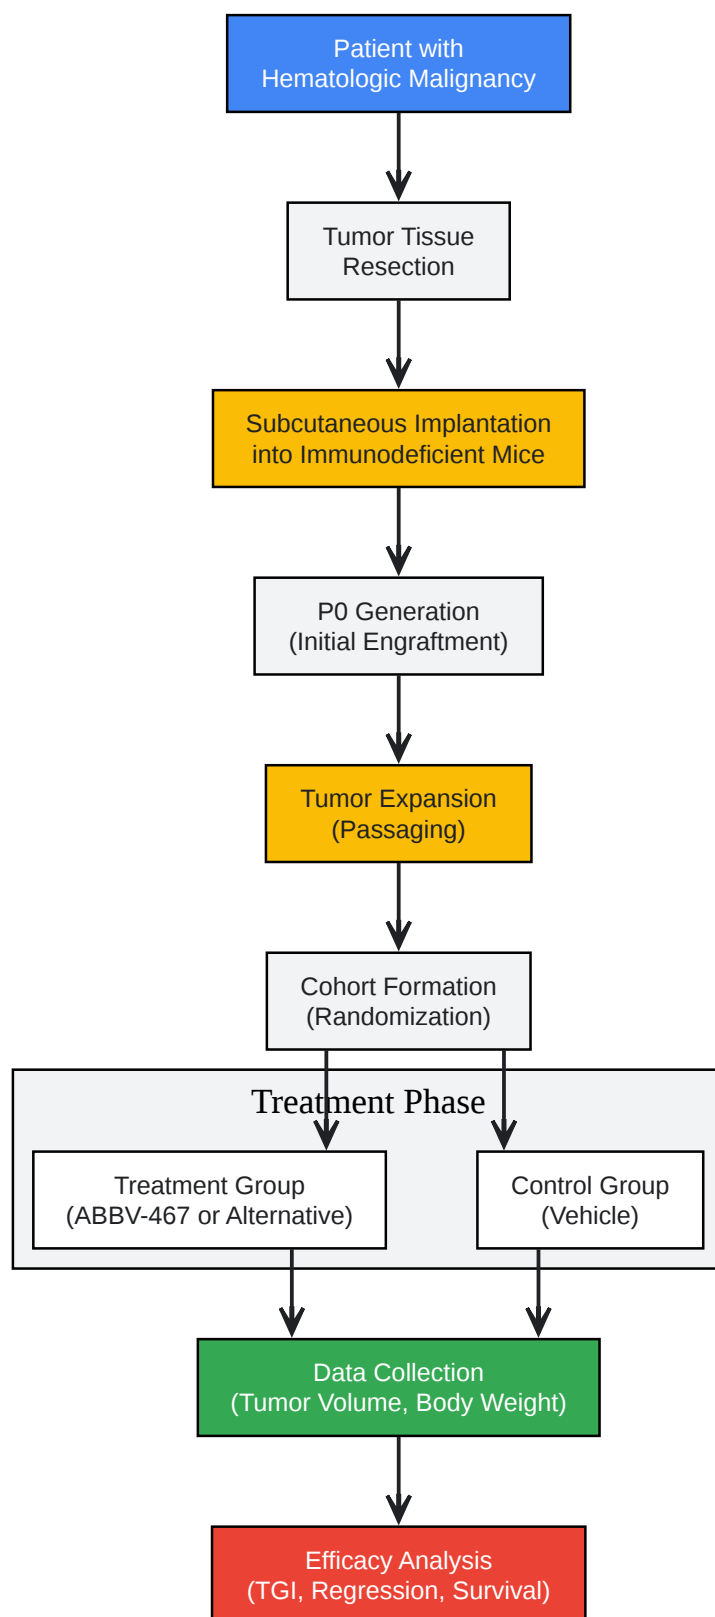 Patient with
Hematologic Malignancy
Tumor Tissue
Resection
Subcutaneous Implantation
into Immunodeficient Mice
P0 Generation
(Initial Engraftment)
Tumor Expansion
(Passaging)
Cohort Formation
(Randomization)
Treatment Phase
Treatment Group
(ABBV-467 or Alternative)
Control Group
(Vehicle)
Data Collection
(Tumor Volume, Body Weight)
Efficacy Analysis
(TGI, Regression, Survival)